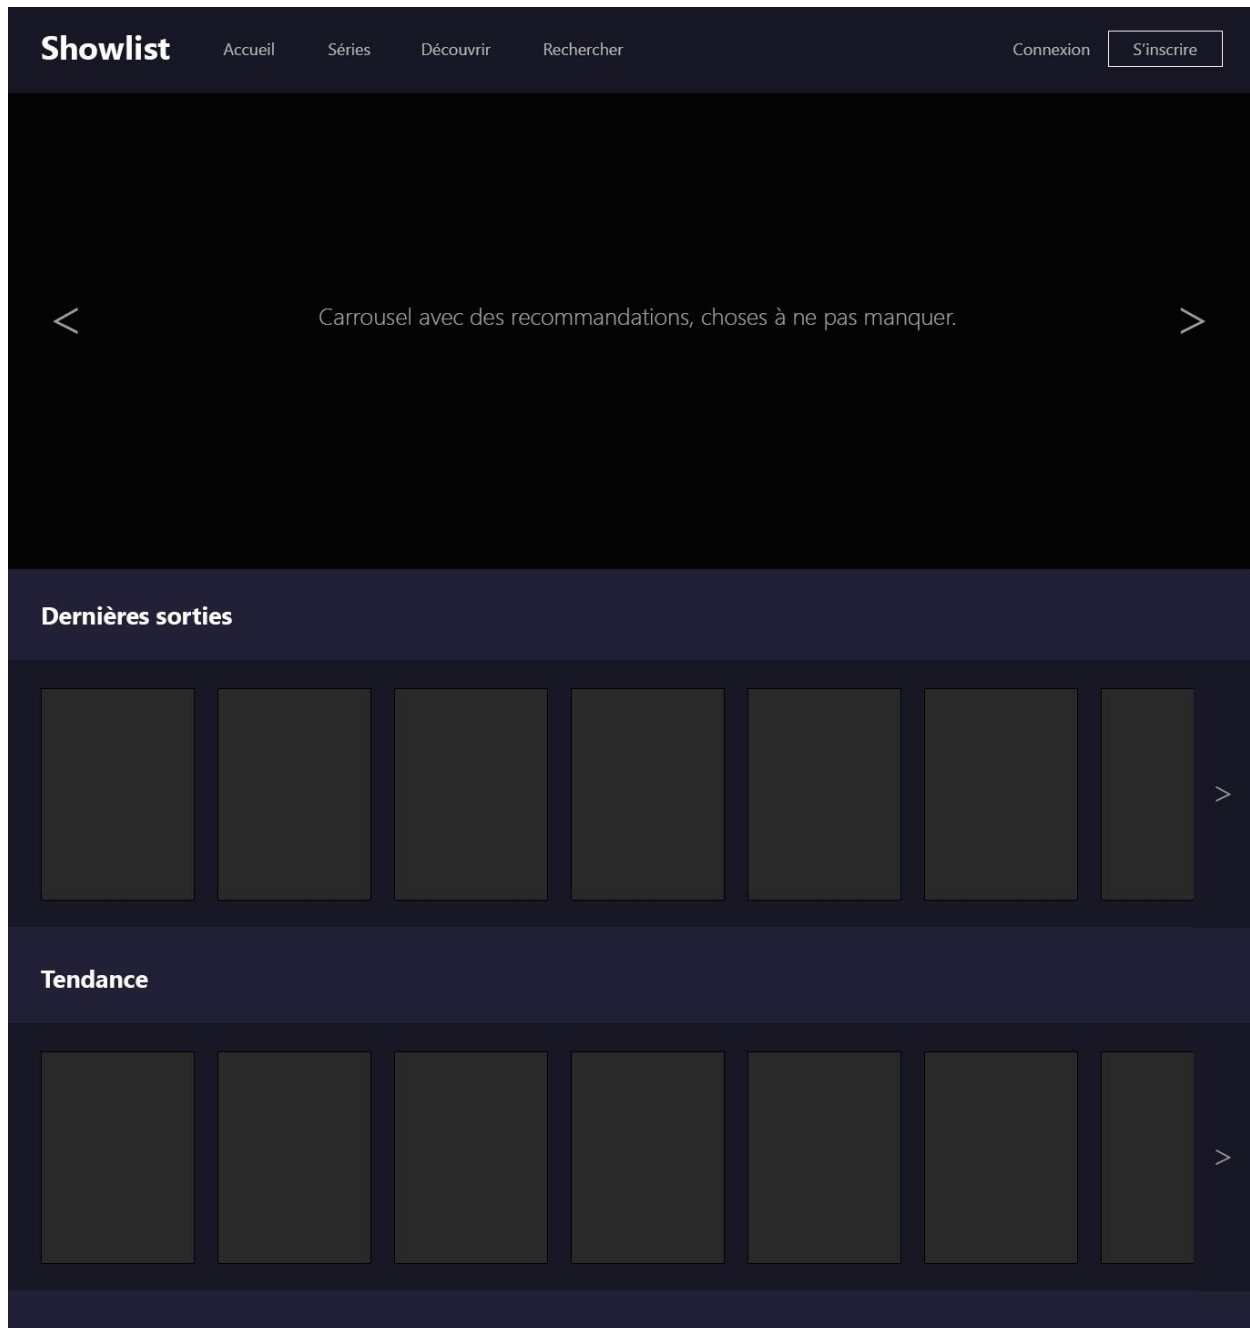 Showlist Accueil Séries Découvrir Rechercher Connexion S'inscrire
< Carrousel avec des recommandations, choses à ne pas manquer. >
Dernières sorties
>
Tendance
>